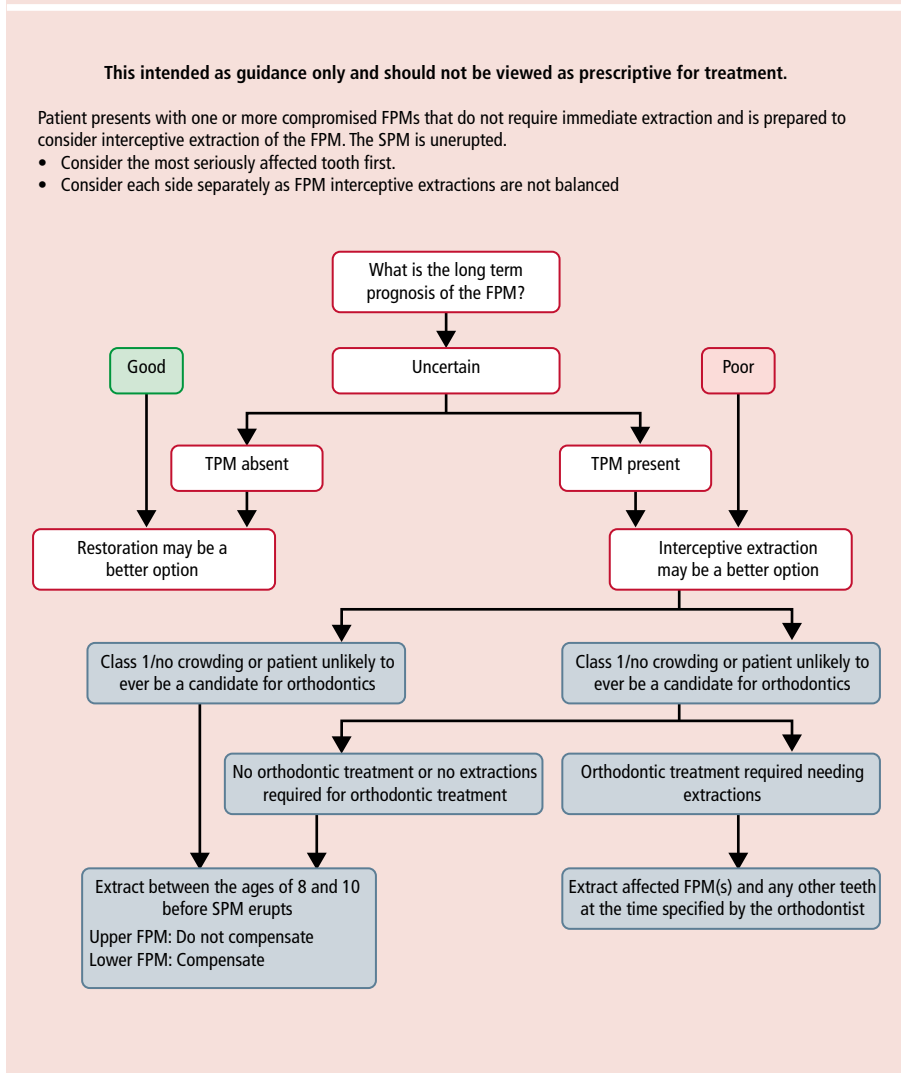 This intended as guidance only and should not be viewed as prescriptive for treatment.
Patient presents with one or more compromised FPMs that do not require immediate extraction and is prepared to
consider interceptive extraction of the FPM. The SPM is unerupted.
• Consider the most seriously affected tooth first.
• Consider each side separately as FPM interceptive extractions are not balanced
What is the long term
prognosis of the FPM?
Good
Uncertain
Poor
TPM absent
TPM present
Restoration may be a
better option
Interceptive extraction
may be a better option
Class 1/no crowding or patient unlikely to
ever be a candidate for orthodontics
Class 1/no crowding or patient unlikely to
ever be a candidate for orthodontics
No orthodontic treatment or no extractions
required for orthodontic treatment
Orthodontic treatment required needing
extractions
Extract between the ages of 8 and 10
before SPM erupts
Upper FPM: Do not compensate
Lower FPM: Compensate
Extract affected FPM(s) and any other teeth
at the time specified by the orthodontist